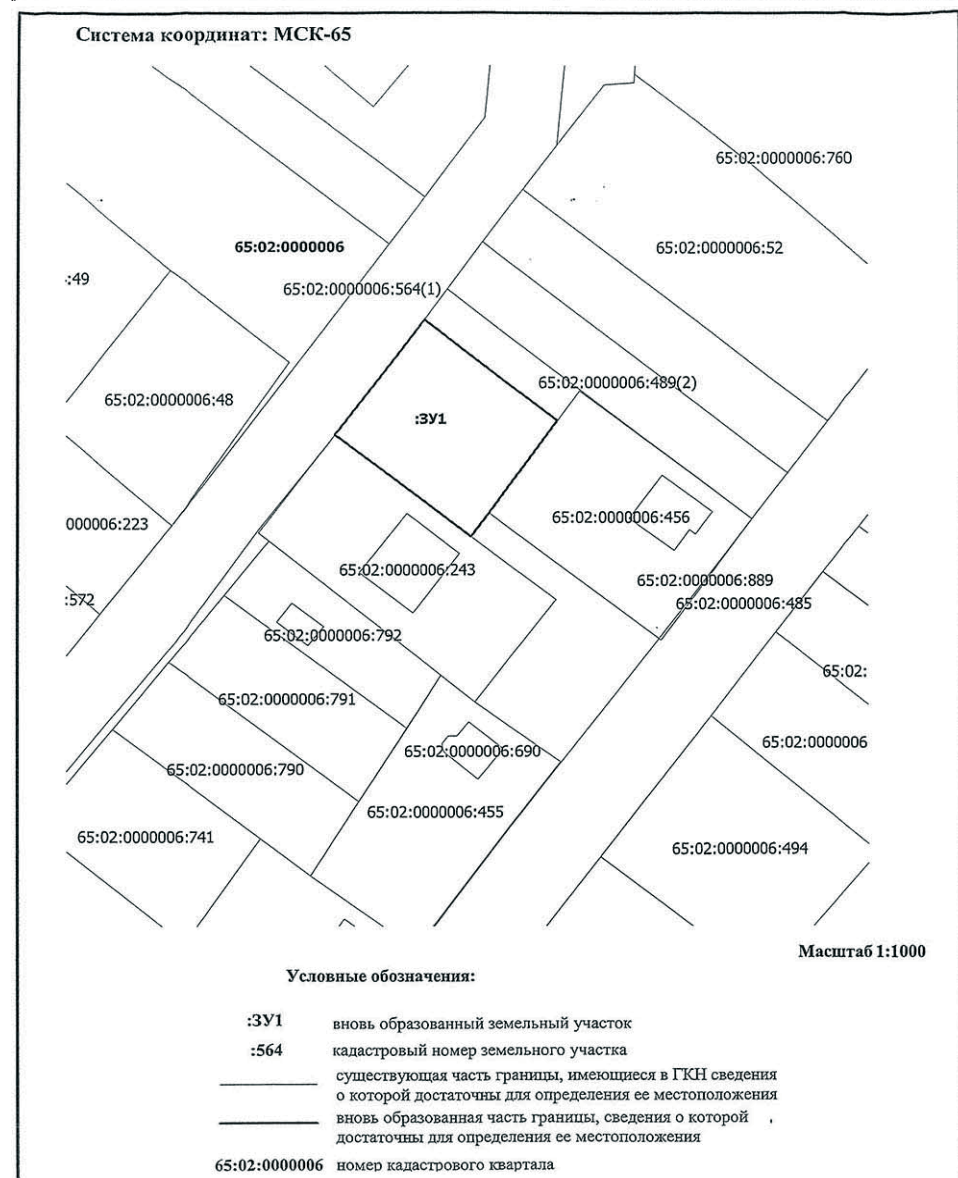 Система координат: МСК-65
65:02:0000006:760
65:02:0000006
65:02:0000006:52
:49
65:02:0000006:564(1)
65:02:0000006:489(2)
65:02:0000006:48
:ЗУ1
000006:223
65:02:0000006:456
65:02:0000006:243
:572
65:02:0000006:889
65:02:0000006:485
65:02:0000006:792
65:02:
65:02:0000006:791
65:02:0000006:690
65:02:0000006
65:02:0000006:790
65:02:0000006:455
65:02:0000006:741
65:02:0000006:494
Масштаб 1:1000
Условные обозначения:
:ЗУ1 вновь образованный земельный участок
:564 кадастровый номер земельного участка
существующая часть границы, имеющиеся в ГКН сведения
о которой достаточны для определения ее местоположения
вновь образованная часть границы, сведения о которой
достаточны для определения ее местоположения
65:02:0000006 номер кадастрового квартала